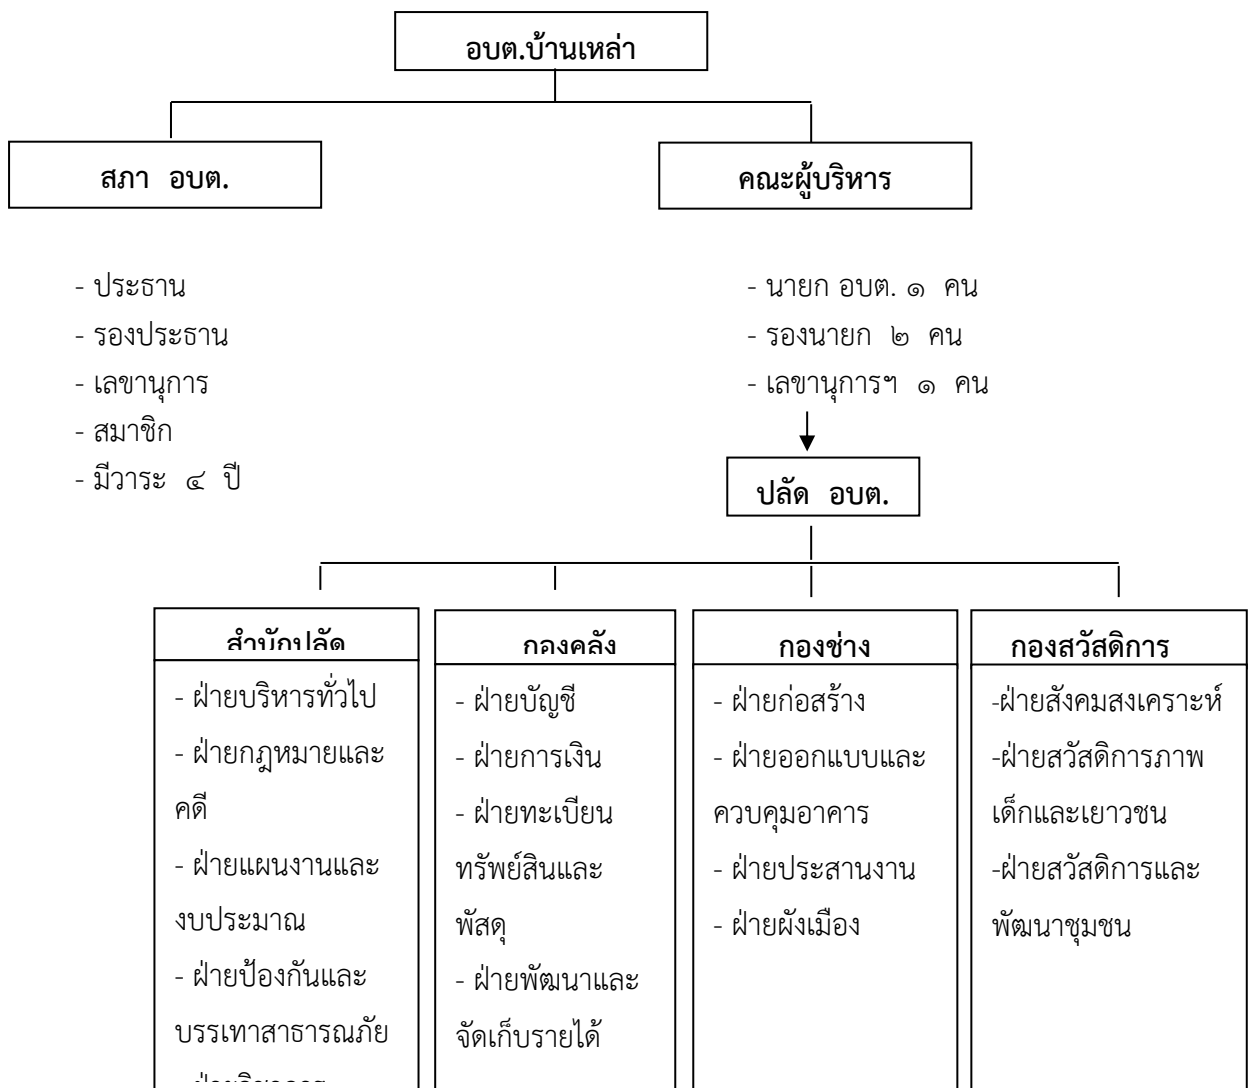 อบต.บ้านเหล่า
สภา อบต.
คณะผู้บริหาร
- ประธาน
- รองประธาน
- เลขานุการ
- สมาชิก
- มีวาระ ๔ ปี
- นายก อบต. ๑ คน
- รองนายก ๒ คน
- เลขานุการฯ ๑ คน
ปลัด อบต.
สำนักปลัด
- ฝ่ายบริหารทั่วไป
- ฝ่ายกฎหมายและ
คดี
- ฝ่ายแผนงานและ
งบประมาณ
- ฝ่ายป้องกันและ
บรรเทาสาธารณภัย
กองคลัง
- ฝ่ายบัญชี
- ฝ่ายการเงิน
- ฝ่ายทะเบียน
ทรัพย์สินและ
พัสดุ
- ฝ่ายพัฒนาและ
จัดเก็บรายได้
กองช่าง
- ฝ่ายก่อสร้าง
- ฝ่ายออกแบบและ
ควบคุมอาคาร
- ฝ่ายประสานงาน
- ฝ่ายผังเมือง
กองสวัสดิการ
-ฝ่ายสังคมสงเคราะห์
-ฝ่ายสวัสดิการภาพ
เด็กและเยาวชน
-ฝ่ายสวัสดิการและ
พัฒนาชุมชน